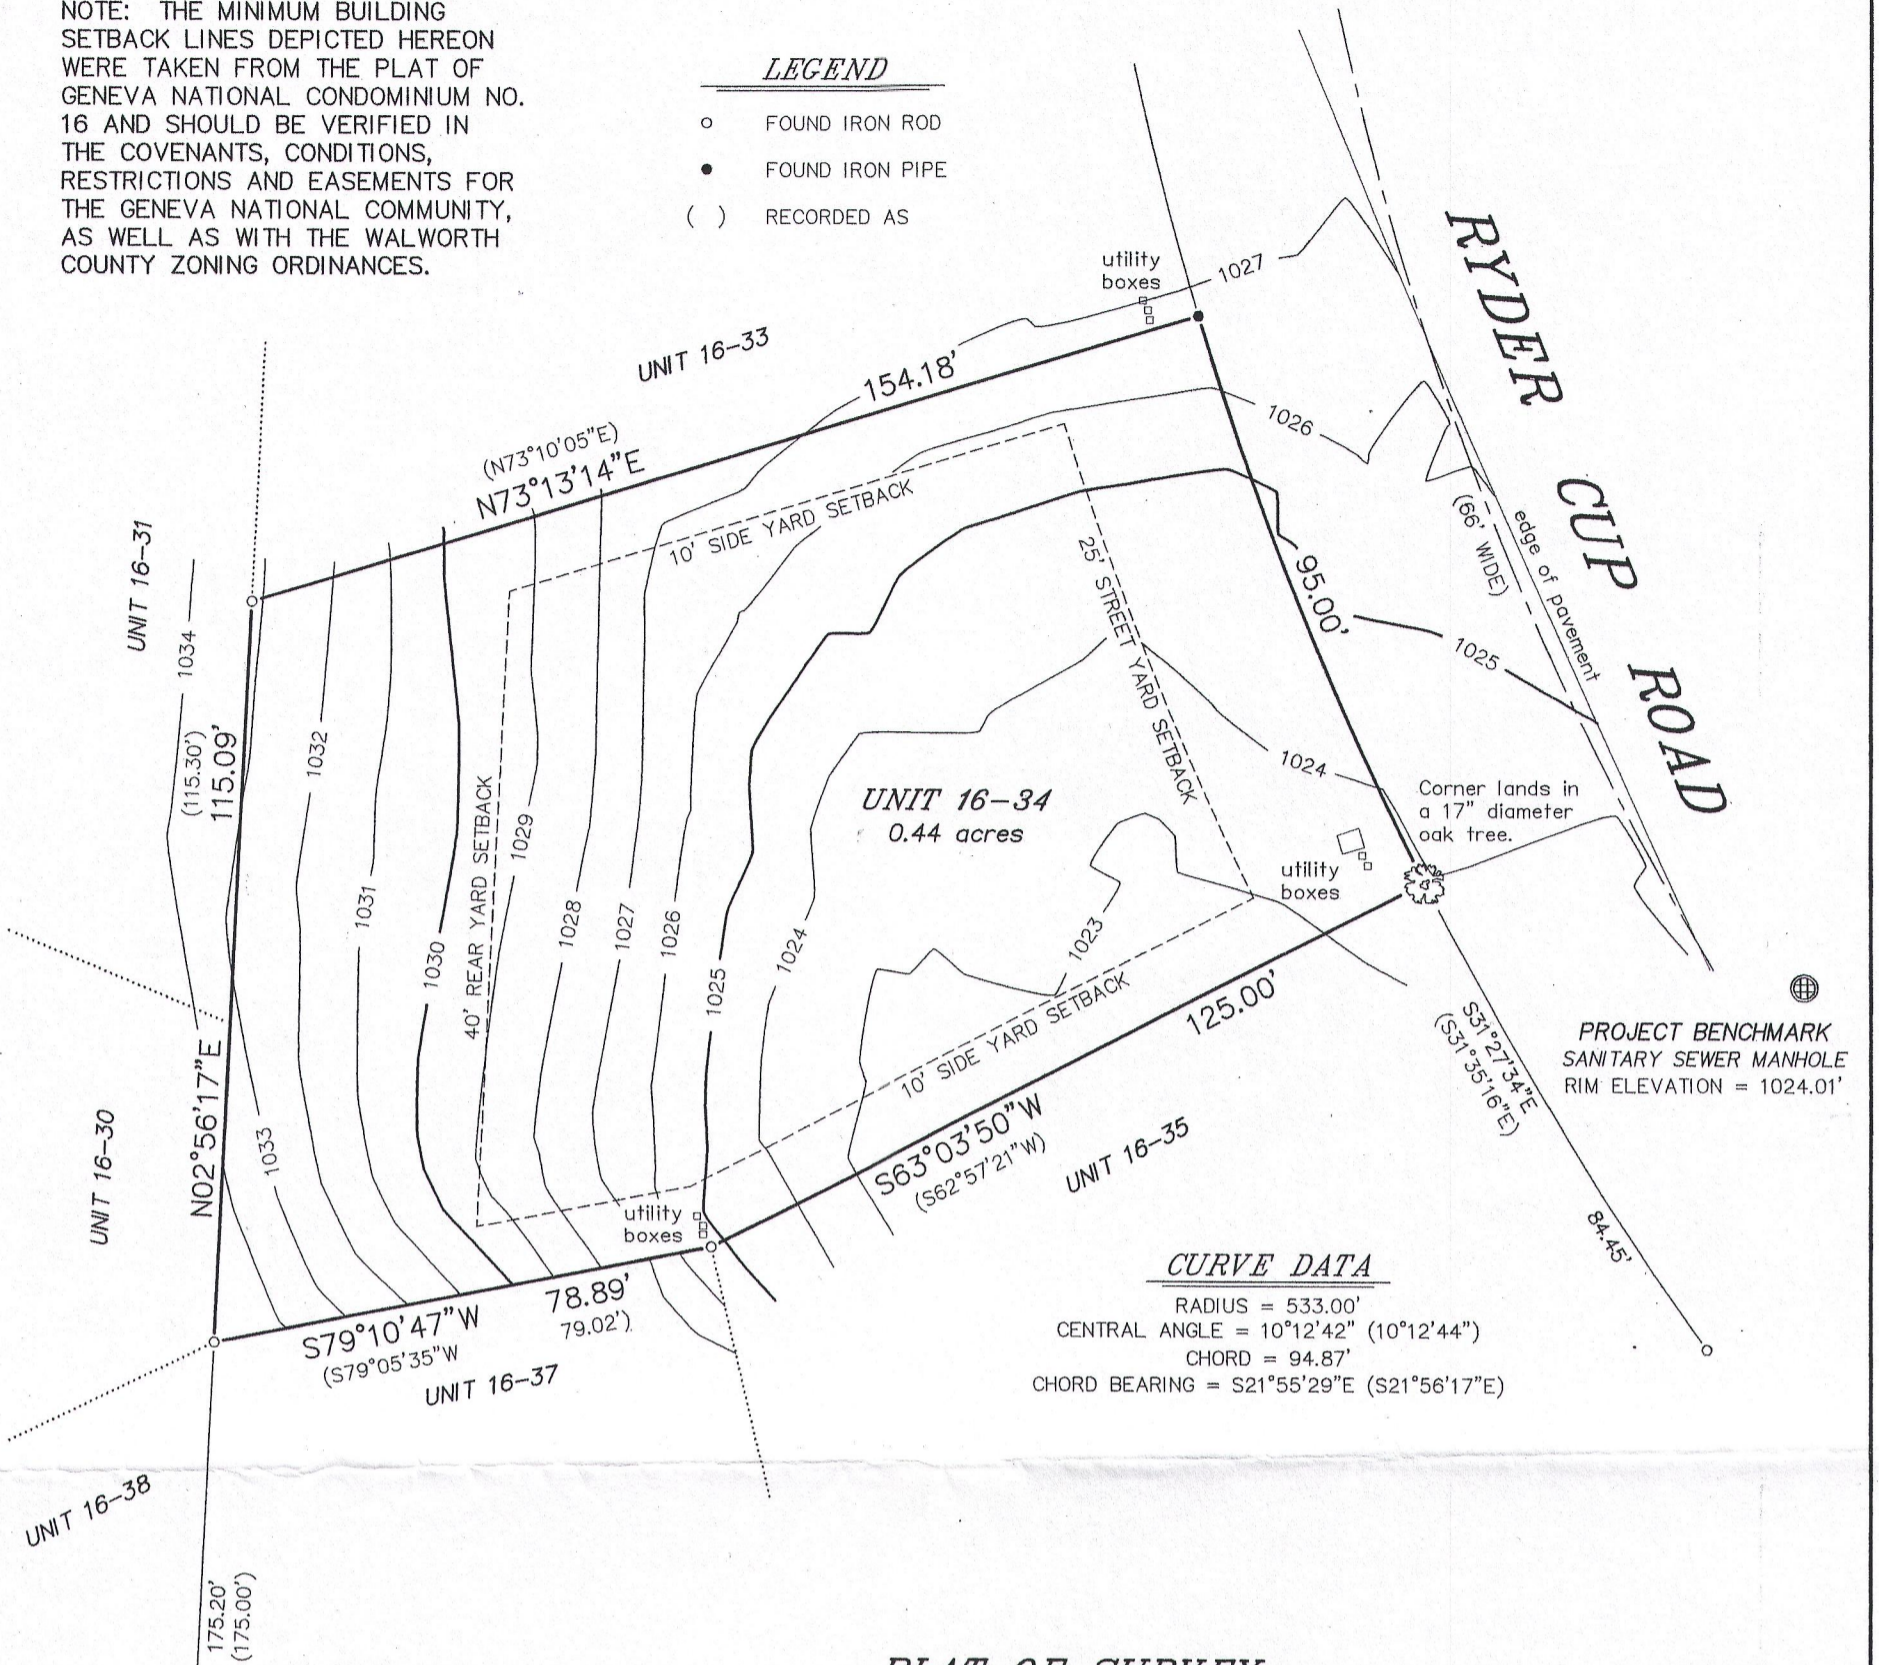 NOTE: THE MINIMUM BUILDING
SETBACK LINES DEPICTED HEREON
WERE TAKEN FROM THE PLAT OF
GENEVA NATIONAL CONDOMINIUM NO.
16 AND SHOULD BE VERIFIED IN
THE COVENANTS, CONDITIONS,
RESTRICTIONS AND EASEMENTS FOR
THE GENEVA NATIONAL COMMUNITY,
AS WELL AS WITH THE WALWORTH
COUNTY ZONING ORDINANCES.
LEGEND
FOUND IRON ROD
FOUND IRON PIPE
( ) RECORDED AS
utility
boxes
1027
RYDER CUP ROAD
UNIT 16-33
154.18'
1026
(N73°10'05"E)
N73°13'14"E
10' SIDE YARD SETBACK
25' STREET YARD SETBACK
95.00'
(66' WIDE)
edge of pavement
1025
UNIT 16-31
1034
(115.30')
115.09'
1032
1031
1030
40' REAR YARD SETBACK
1029
1028
1027
1026
1025
1024
UNIT 16-34
0.44 acres
1023
1024
Corner lands in
a 17" diameter
oak tree.
utility
boxes
10' SIDE YARD SETBACK
125.00'
S63°03'50"W
(S62°57'21"W)
UNIT 16-35
S31°27'34"E
(S31°35'16"E)
84.45'
PROJECT BENCHMARK
SANITARY SEWER MANHOLE
RIM ELEVATION = 1024.01'
N02°56'17"E
1033
UNIT 16-30
utility
boxes
78.89'
79.02')
S79°10'47"W
(S79°05'35"W
UNIT 16-37
CURVE DATA
RADIUS = 533.00'
CENTRAL ANGLE = 10°12'42" (10°12'44")
CHORD = 94.87'
CHORD BEARING = S21°55'29"E (S21°56'17"E)
UNIT 16-38
175.20'
(175.00')
PLAT OF SURVEY